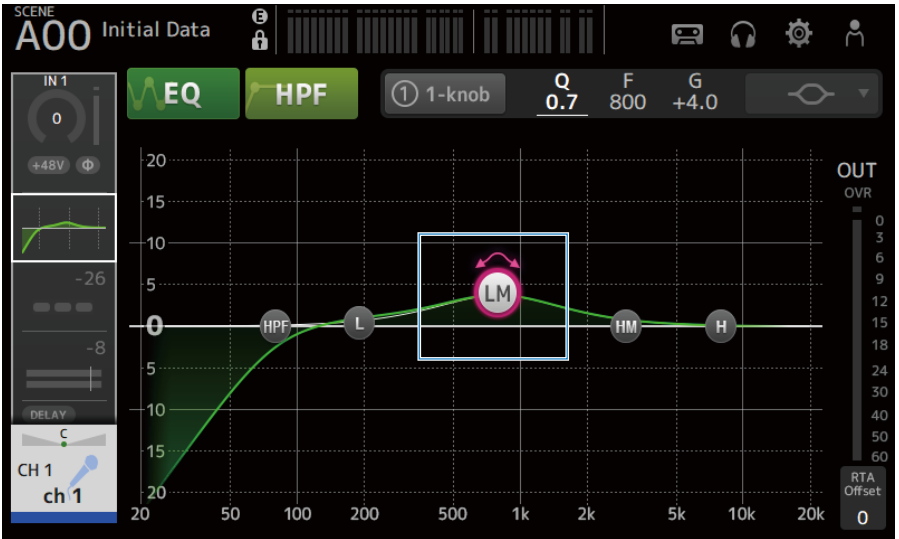 SCENE
A00 Initial Data E
IN 1
0
+48V Φ
-26
-8
DELAY
C
CH 1
ch 1
EQ HPF 1 1-knob Q 0.7 F 800 G +4.0
20
15
10
5
0
5
10
15
20
HPF L LM HM H
20 50 100 200 500 1k 2k 5k 10k 20k
OUT
OVR
0
3
6
9
12
15
18
24
30
40
50
60
RTA
Offset
0